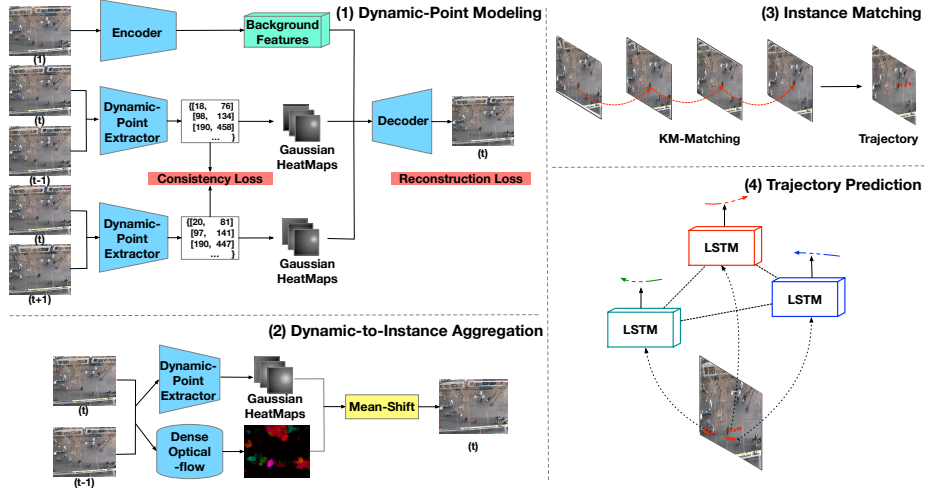 (1) Dynamic-Point Modeling
Encoder
Background
Features
(1)
(t)
Dynamic-
Point
Extractor
{[18, 76]
[98, 134]
[190, 458]
... }
Gaussian
HeatMaps
Decoder
(t)
(t-1)
Consistency Loss
Reconstruction Loss
(t)
Dynamic-
Point
Extractor
{[20, 81]
[97, 141]
[190, 447]
... }
Gaussian
HeatMaps
(t+1)
(2) Dynamic-to-Instance Aggregation
(t)
Dynamic-
Point
Extractor
Gaussian
HeatMaps
Mean-Shift
(t)
(t-1)
Dense
Optical
-flow
(3) Instance Matching
KM-Matching
Trajectory
(4) Trajectory Prediction
LSTM
LSTM
LSTM